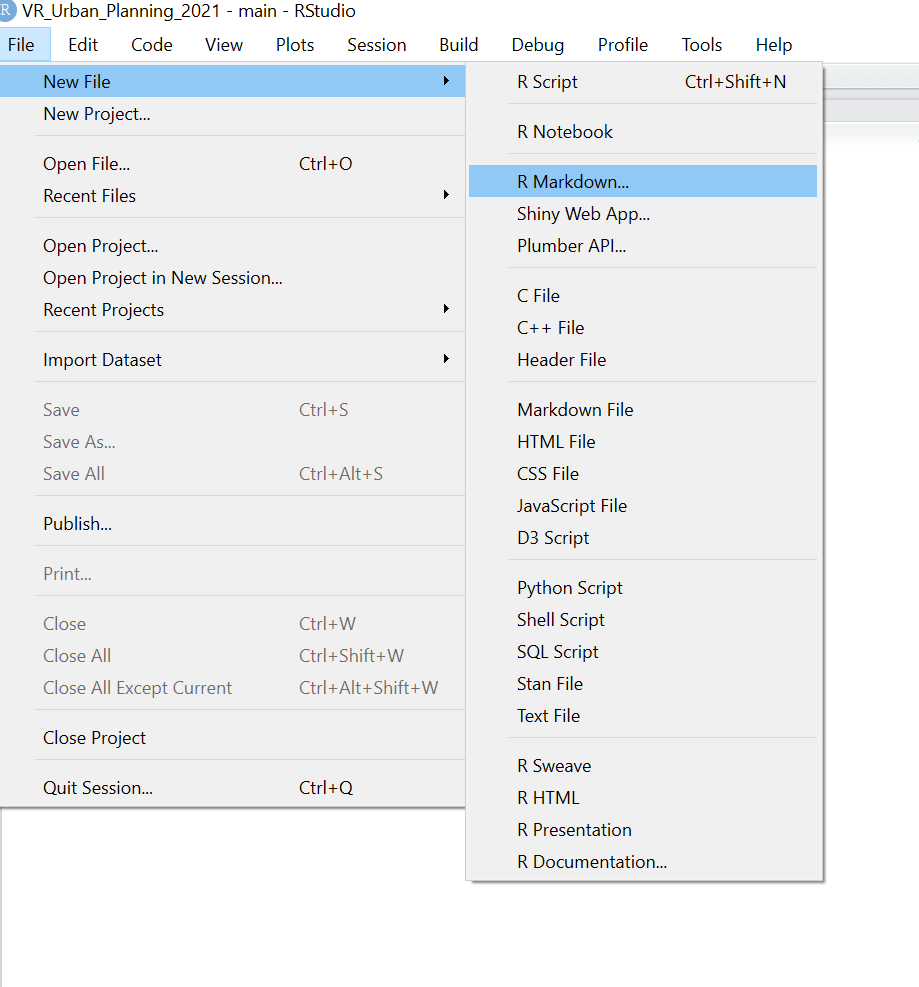 R VR_Urban_Planning_2021 - main - RStudio
File Edit Code View Plots Session Build Debug Profile Tools Help
New File
New Project...
Open File... Ctrl+O
Recent Files
Open Project...
Open Project in New Session...
Recent Projects
Import Dataset
Save Ctrl+S
Save As...
Save All Ctrl+Alt+S
Publish...
Print...
Close Ctrl+W
Close All Ctrl+Shift+W
Close All Except Current Ctrl+Alt+Shift+W
Close Project
Quit Session... Ctrl+Q
R Script Ctrl+Shift+N
R Notebook
R Markdown...
Shiny Web App...
Plumber API...
C File
C++ File
Header File
Markdown File
HTML File
CSS File
JavaScript File
D3 Script
Python Script
Shell Script
SQL Script
Stan File
Text File
R Sweave
R HTML
R Presentation
R Documentation...